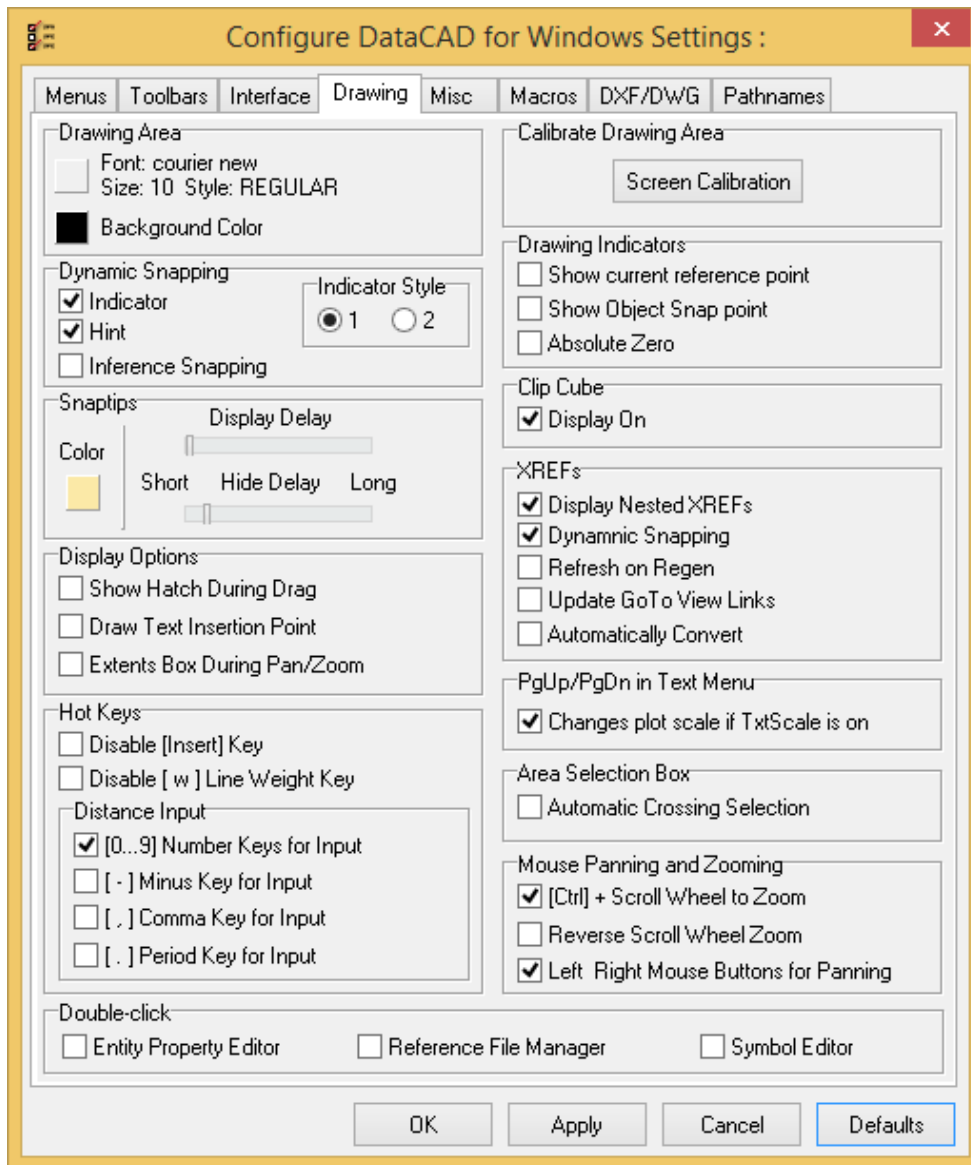 Configure DataCAD for Windows Settings :
Menus Toolbars Interface Drawing Misc Macros DXF/DWG Pathnames
Drawing Area
Font: courier new
Size: 10 Style: REGULAR
Background Color
Dynamic Snapping
Indicator
Hint
Inference Snapping
Indicator Style
1 2
Snaptips
Color
Display Delay
Short Hide Delay Long
Display Options
Show Hatch During Drag
Draw Text Insertion Point
Extents Box During Pan/Zoom
Hot Keys
Disable [Insert] Key
Disable [ w ] Line Weight Key
Distance Input
[0...9] Number Keys for Input
[ - ] Minus Key for Input
[ , ] Comma Key for Input
[ . ] Period Key for Input
Calibrate Drawing Area
Screen Calibration
Drawing Indicators
Show current reference point
Show Object Snap point
Absolute Zero
Clip Cube
Display On
XREFs
Display Nested XREFs
Dynamnic Snapping
Refresh on Regen
Update GoTo View Links
Automatically Convert
PgUp/PgDn in Text Menu
Changes plot scale if TxtScale is on
Area Selection Box
Automatic Crossing Selection
Mouse Panning and Zooming
[Ctrl] + Scroll Wheel to Zoom
Reverse Scroll Wheel Zoom
Left Right Mouse Buttons for Panning
Double-click
Entity Property Editor Reference File Manager Symbol Editor
OK Apply Cancel Defaults